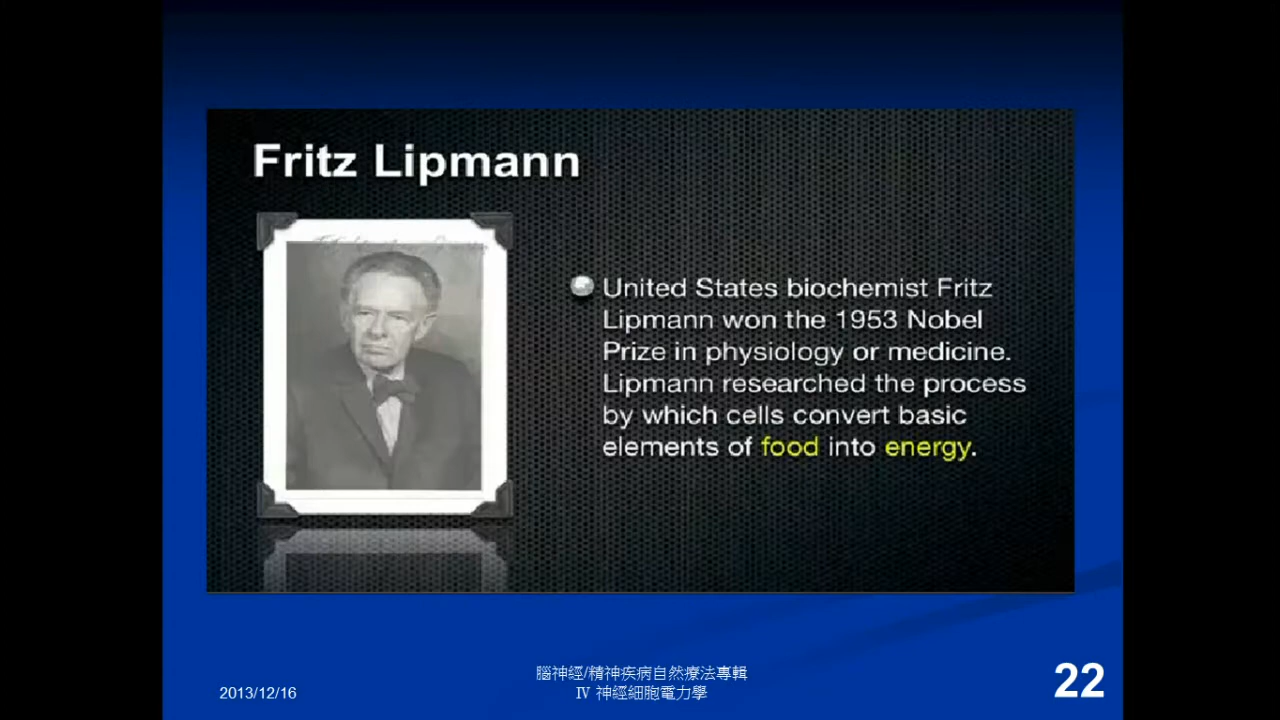 Fritz Lipmann
United States biochemist Fritz
Lipmann won the 1953 Nobel
Prize in physiology or medicine.
Lipmann researched the process
by which cells convert basic
elements of food into energy.
2013/12/16
腦神經/精神疾病自然療法專輯
Ⅳ 神經細胞電力學
22